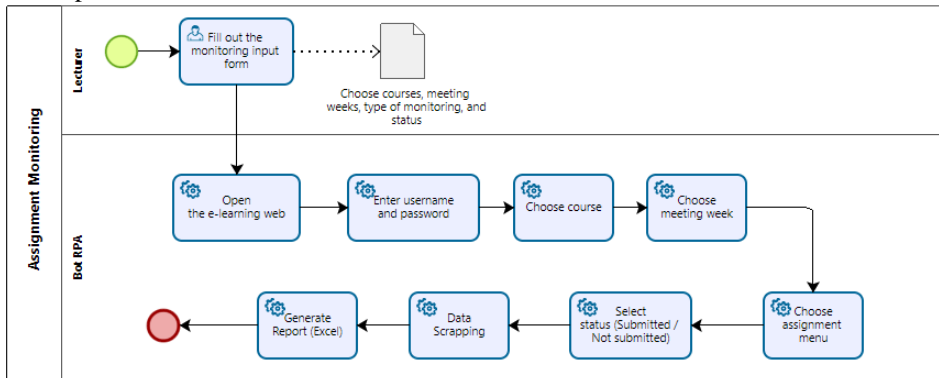 Assignment Monitoring
Lecturer
Fill out the
monitoring input
form
Choose courses, meeting
weeks, type of monitoring, and
status
Bot RPA
Open
the e-learning web
Enter username
and password
Choose course
Choose
meeting week
Choose
assignment
menu
Select
status (Submitted /
Not submitted)
Data
Scrapping
Generate
Report (Excel)